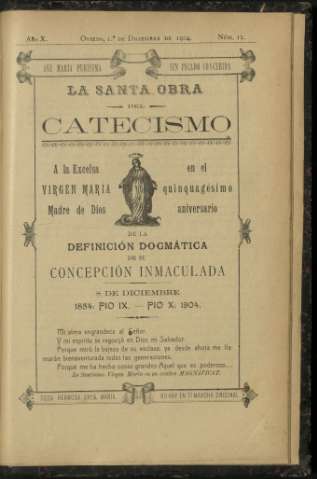 Año X. Oviedo, 1.º de Diciembre de 1904. Núm. 12.
AVE MARÍA PURÍSIMA SIN PECADO CONCEBIDA
LA SANTA OBRA
DEL
CATECISMO
A la Excelsa en el
VIRGEN MARIA quinquagésimo
Madre de Dios aniversario
DE LA
DEFINICIÓN DOGMÁTICA
DE SU
CONCEPCIÓN INMACULADA
8 DE DICIEMBRE
1854. PIO IX. — PIO X. 1904.
Mi alma engrandece al Señor.
Y mi espíritu se regocijó en Dios mi Salvador.
Porque miró la bajeza de su esclava, ya desde ahora me lla-
marán bienaventurada todas las generaciones.
Porque me ha hecho cosas grandes Aquel que es poderoso...
La Santísima Virgen María en su cántico MAGNÍFICAT.
TODA HERMOSA ERES, MARÍA, NO HAY EN TI MANCHA ORIGINAL